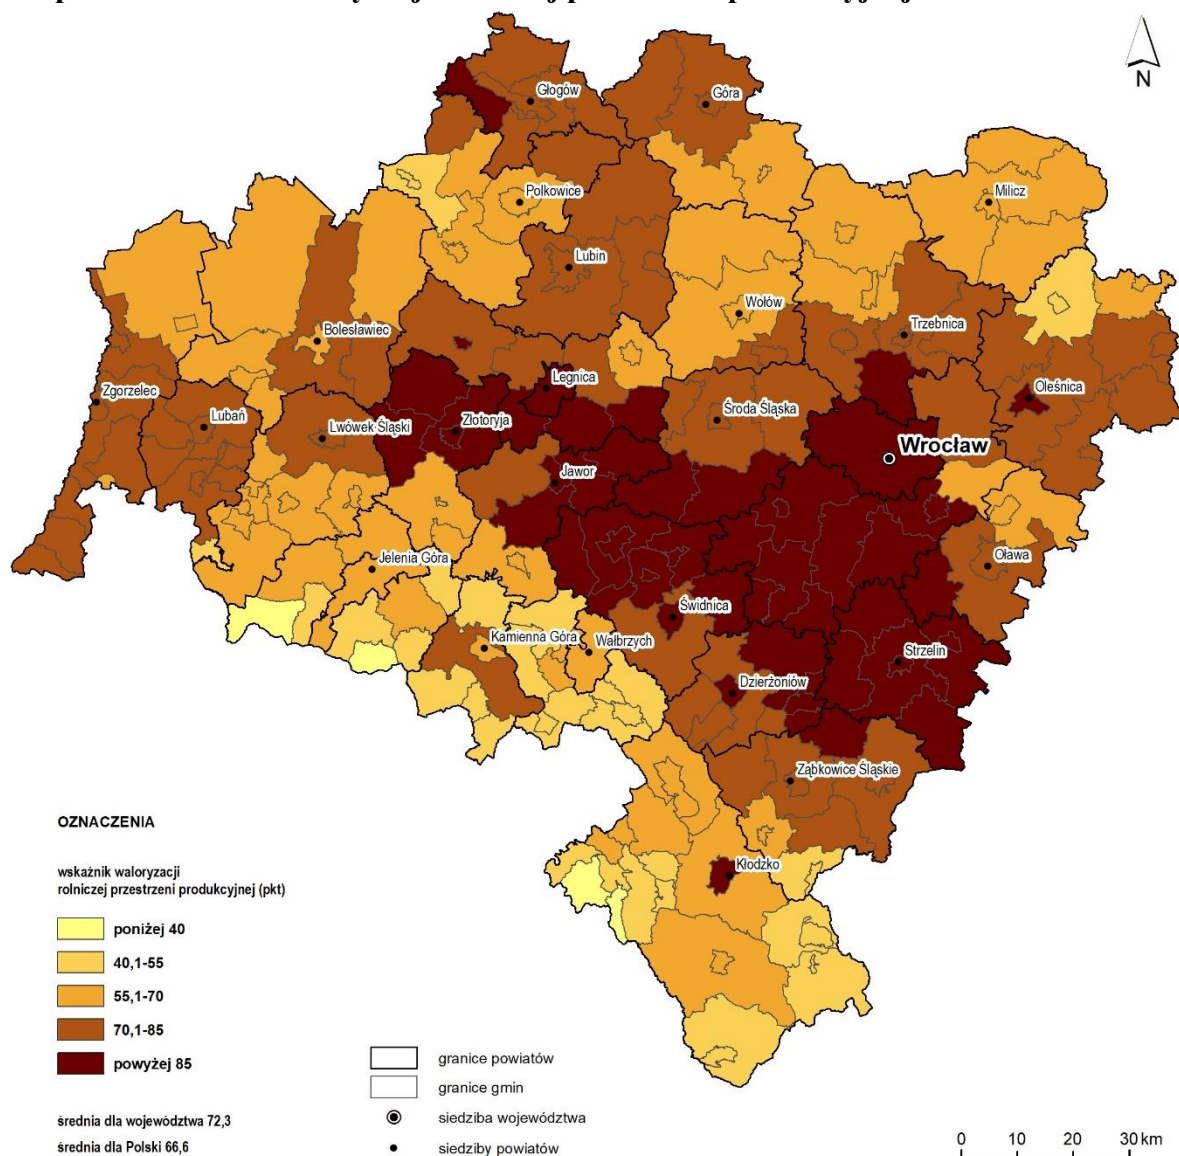 N
Głogów
Góra
Polkowice
Milicz
Lubin
Wołów
Bolesławiec
Trzebnica
Legnica
Oleśnica
Zgorzelec
Lubań
Lwówek Śląski
Złotoryja
Środa Śląska
Wrocław
Jawor
Jelenia Góra
Oława
Świdnica
Kamienna Góra
Wałbrzych
Strzelin
Dzierżoniów
Ząbkowice Śląskie
Kłodzko
OZNACZENIA
wskaźnik waloryzacji
rolniczej przestrzeni produkcyjnej (pkt)
poniżej 40
40,1-55
55,1-70
70,1-85
powyżej 85
średnia dla województwa 72,3
średnia dla Polski 66,6
granice powiatów
granice gmin
siedziba województwa
siedziby powiatów
0 10 20 30 km